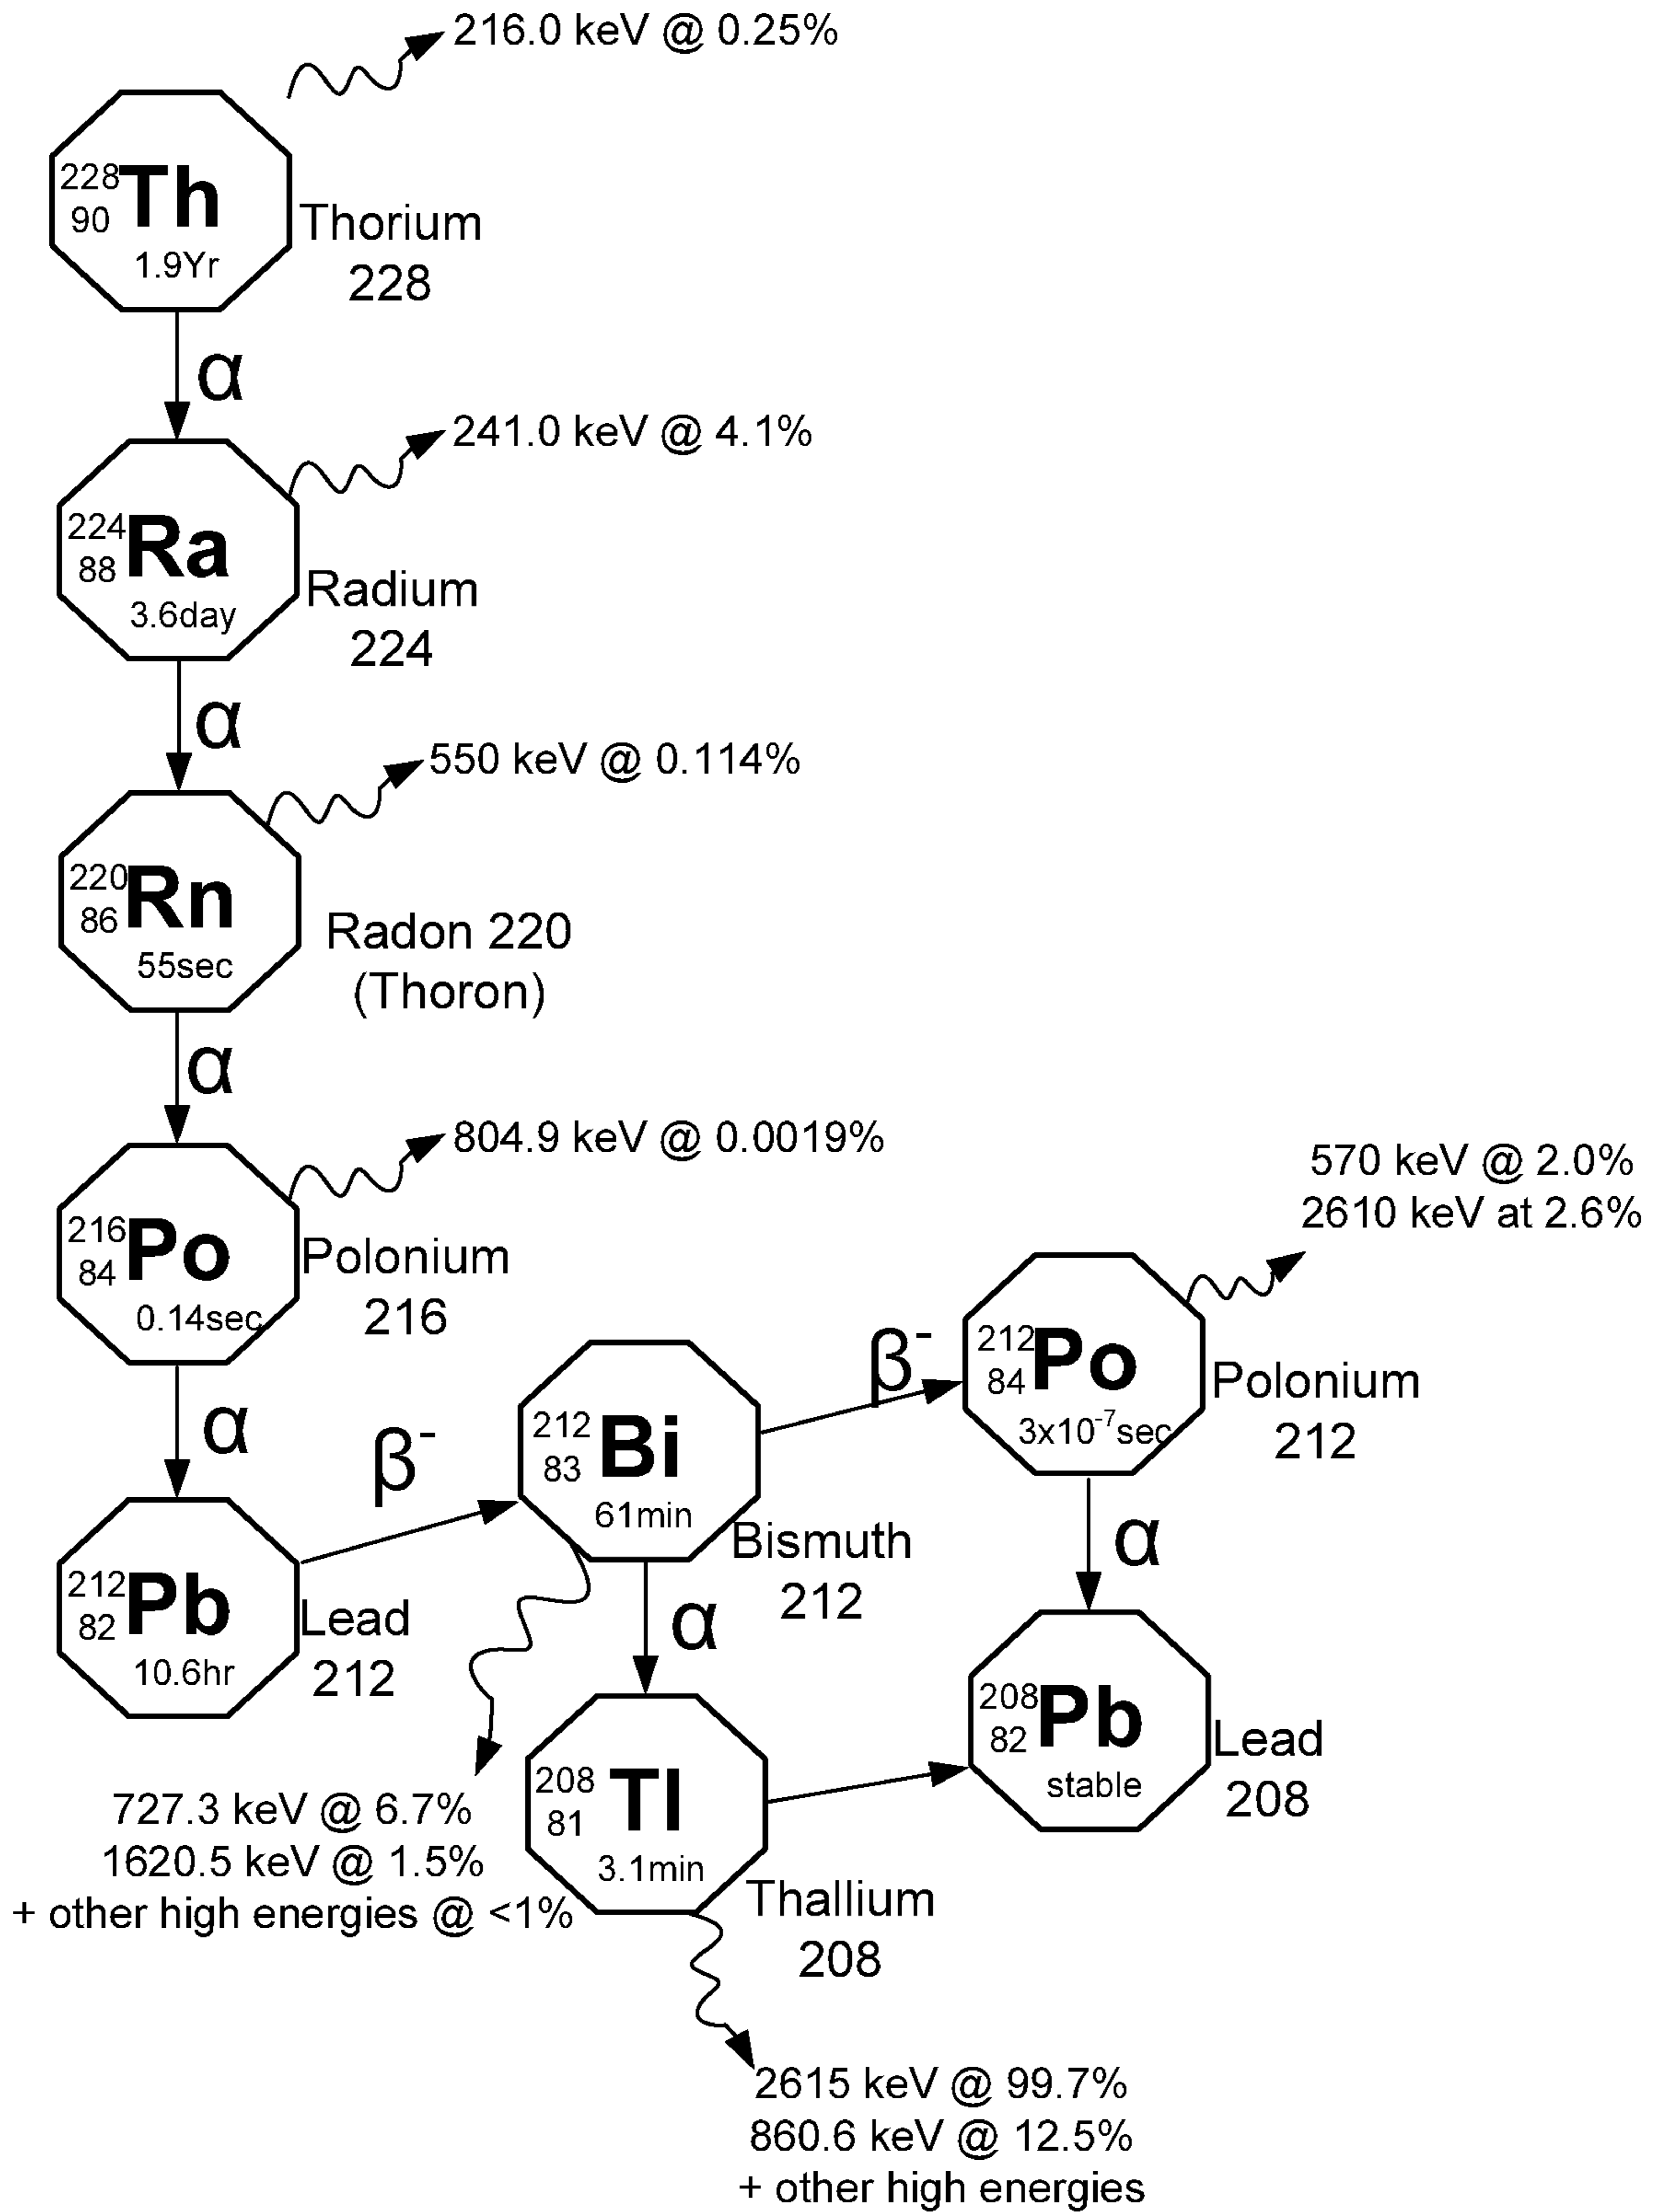 216.0 keV @ 0.25%
228
90
Th
1.9Yr
Thorium
228
α
241.0 keV @ 4.1%
224
88
Ra
3.6day
Radium
224
α
550 keV @ 0.114%
220
86
Rn
55sec
Radon 220
(Thoron)
α
804.9 keV @ 0.0019%
216
84
Po
0.14sec
Polonium
216
α
212
82
Pb
10.6hr
Lead
212
β-
212
83
Bi
61min
Bismuth
212
727.3 keV @ 6.7%
1620.5 keV @ 1.5%
+ other high energies @ <1%
β-
570 keV @ 2.0%
2610 keV at 2.6%
212
84
Po
3x10⁻⁷sec
Polonium
212
α
α
208
81
Tl
3.1min
Thallium
208
2615 keV @ 99.7%
860.6 keV @ 12.5%
+ other high energies
208
82
Pb
stable
Lead
208